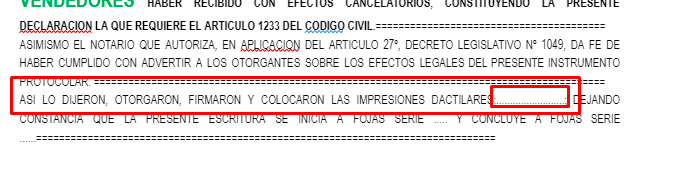 VENDEDORES HABER RECIBIDO CON EFECTOS CANCELATORIOS, CONSTITUYENDO LA PRESENTE
DECLARACION LA QUE REQUIERE EL ARTICULO 1233 DEL CODIGO CIVIL.========================================
ASIMISMO EL NOTARIO QUE AUTORIZA, EN APLICACION DEL ARTICULO 27º, DECRETO LEGISLATIVO Nº 1049, DA FE DE
HABER CUMPLIDO CON ADVERTIR A LOS OTORGANTES SOBRE LOS EFECTOS LEGALES DEL PRESENTE INSTRUMENTO
PROTOCOLAR. ==========================================================================================
ASI LO DIJERON, OTORGARON, FIRMARON Y COLOCARON LAS IMPRESIONES DACTILARES:..........................; DEJANDO
CONSTANCIA QUE LA PRESENTE ESCRITURA SE INICIA A FOJAS SERIE ..... Y CONCLUYE A FOJAS SERIE
......================================================================================